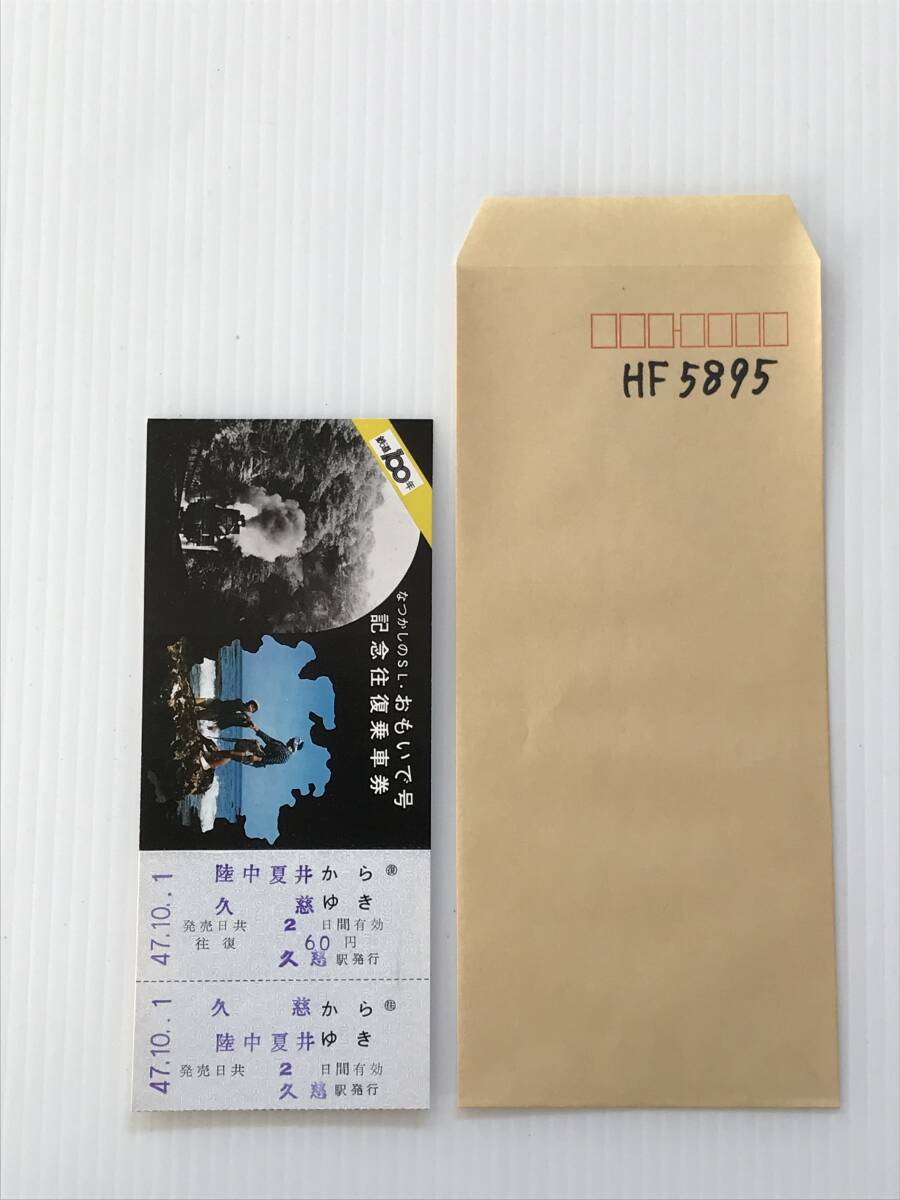 鉄道100年
なつかしのSL・おもいで号
記念往復乗車券
47.10.-1
陸中夏井から ㊢
久慈ゆき
発売日共 2 日間有効
往復 60円
久慈駅発行
47.10.-1
久慈から
陸中夏井ゆき
発売日共 2 日間有効
久慈駅発行
HF5895